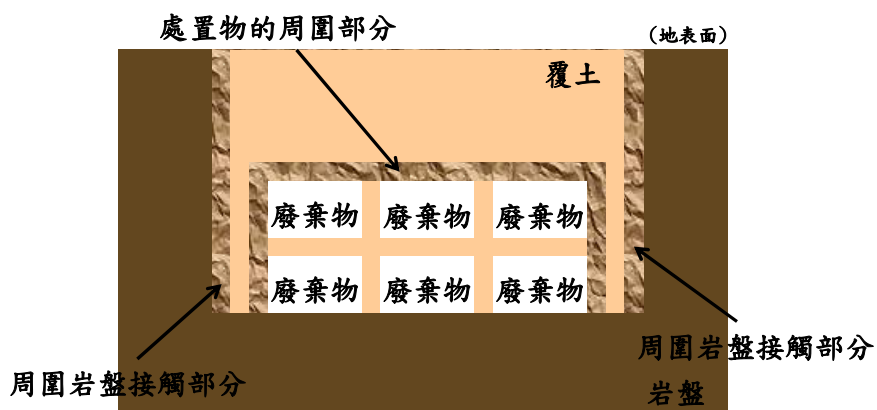 處置物的周圍部分
(地表面)
覆土
廢棄物 廢棄物 廢棄物
廢棄物 廢棄物 廢棄物
周圍岩盤接觸部分
周圍岩盤接觸部分
岩盤